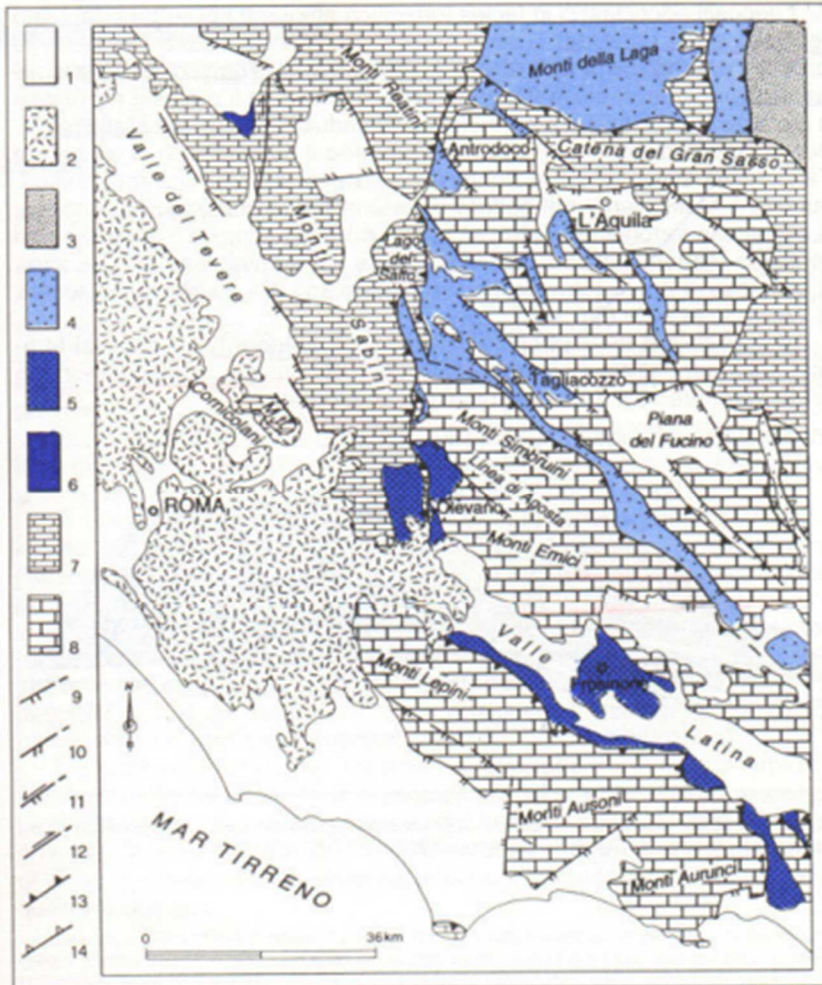 1
2
3
4
5
6
7
8
9
10
11
12
13
14
Monti Reatini
Monti della Laga
Antrodoco
Catena del Gran Sasso
L'Aquila
Valle del Tevere
Monti
Sabini
Lago
del
Salto
Tagliacozzo
Cornicolani
Piana
del Fucino
Monti Simbruini
Linea di Aposta
ROMA
Olevano
Monti Ernici
Valle
Latina
Frosinone
Monti Lepini
Monti Ausoni
Monti Aurunci
MAR TIRRENO
N
0
36 km